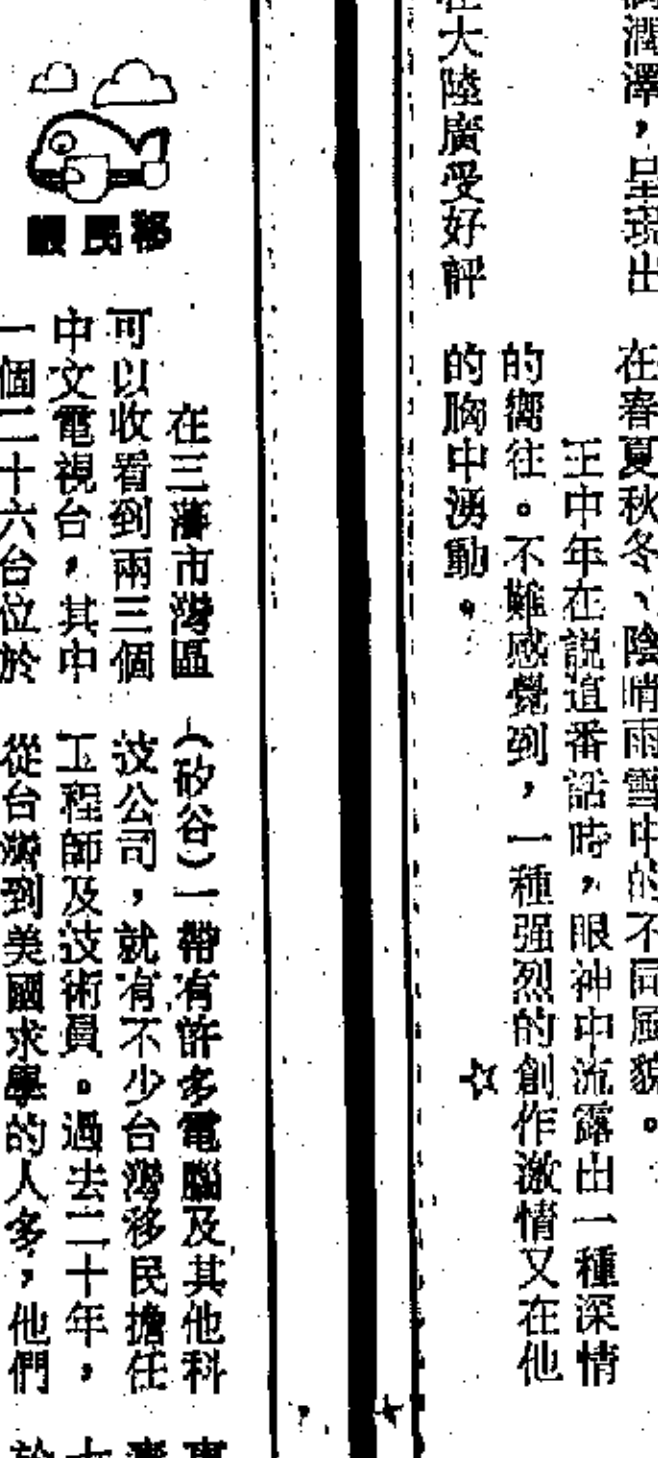 潤澤，呈現出
大陸廣受好評
在春夏秋冬、陰晴雨雪中的不同風貌。
王中年在説這番話時，眼神中流露出一種深情
的嚮往。不難感覺到，一種强烈的創作激情又在他
的胸中湧動。
☆
移民
在三藩市灣區
可以收看到兩三個
中文電視台，其中
一個二十六台位於
（矽谷）一帶有許多電腦及其他科
技公司，就有不少台灣移民擔任
工程師及技術員。過去二十年，
從台灣到美國求學的人多，他們